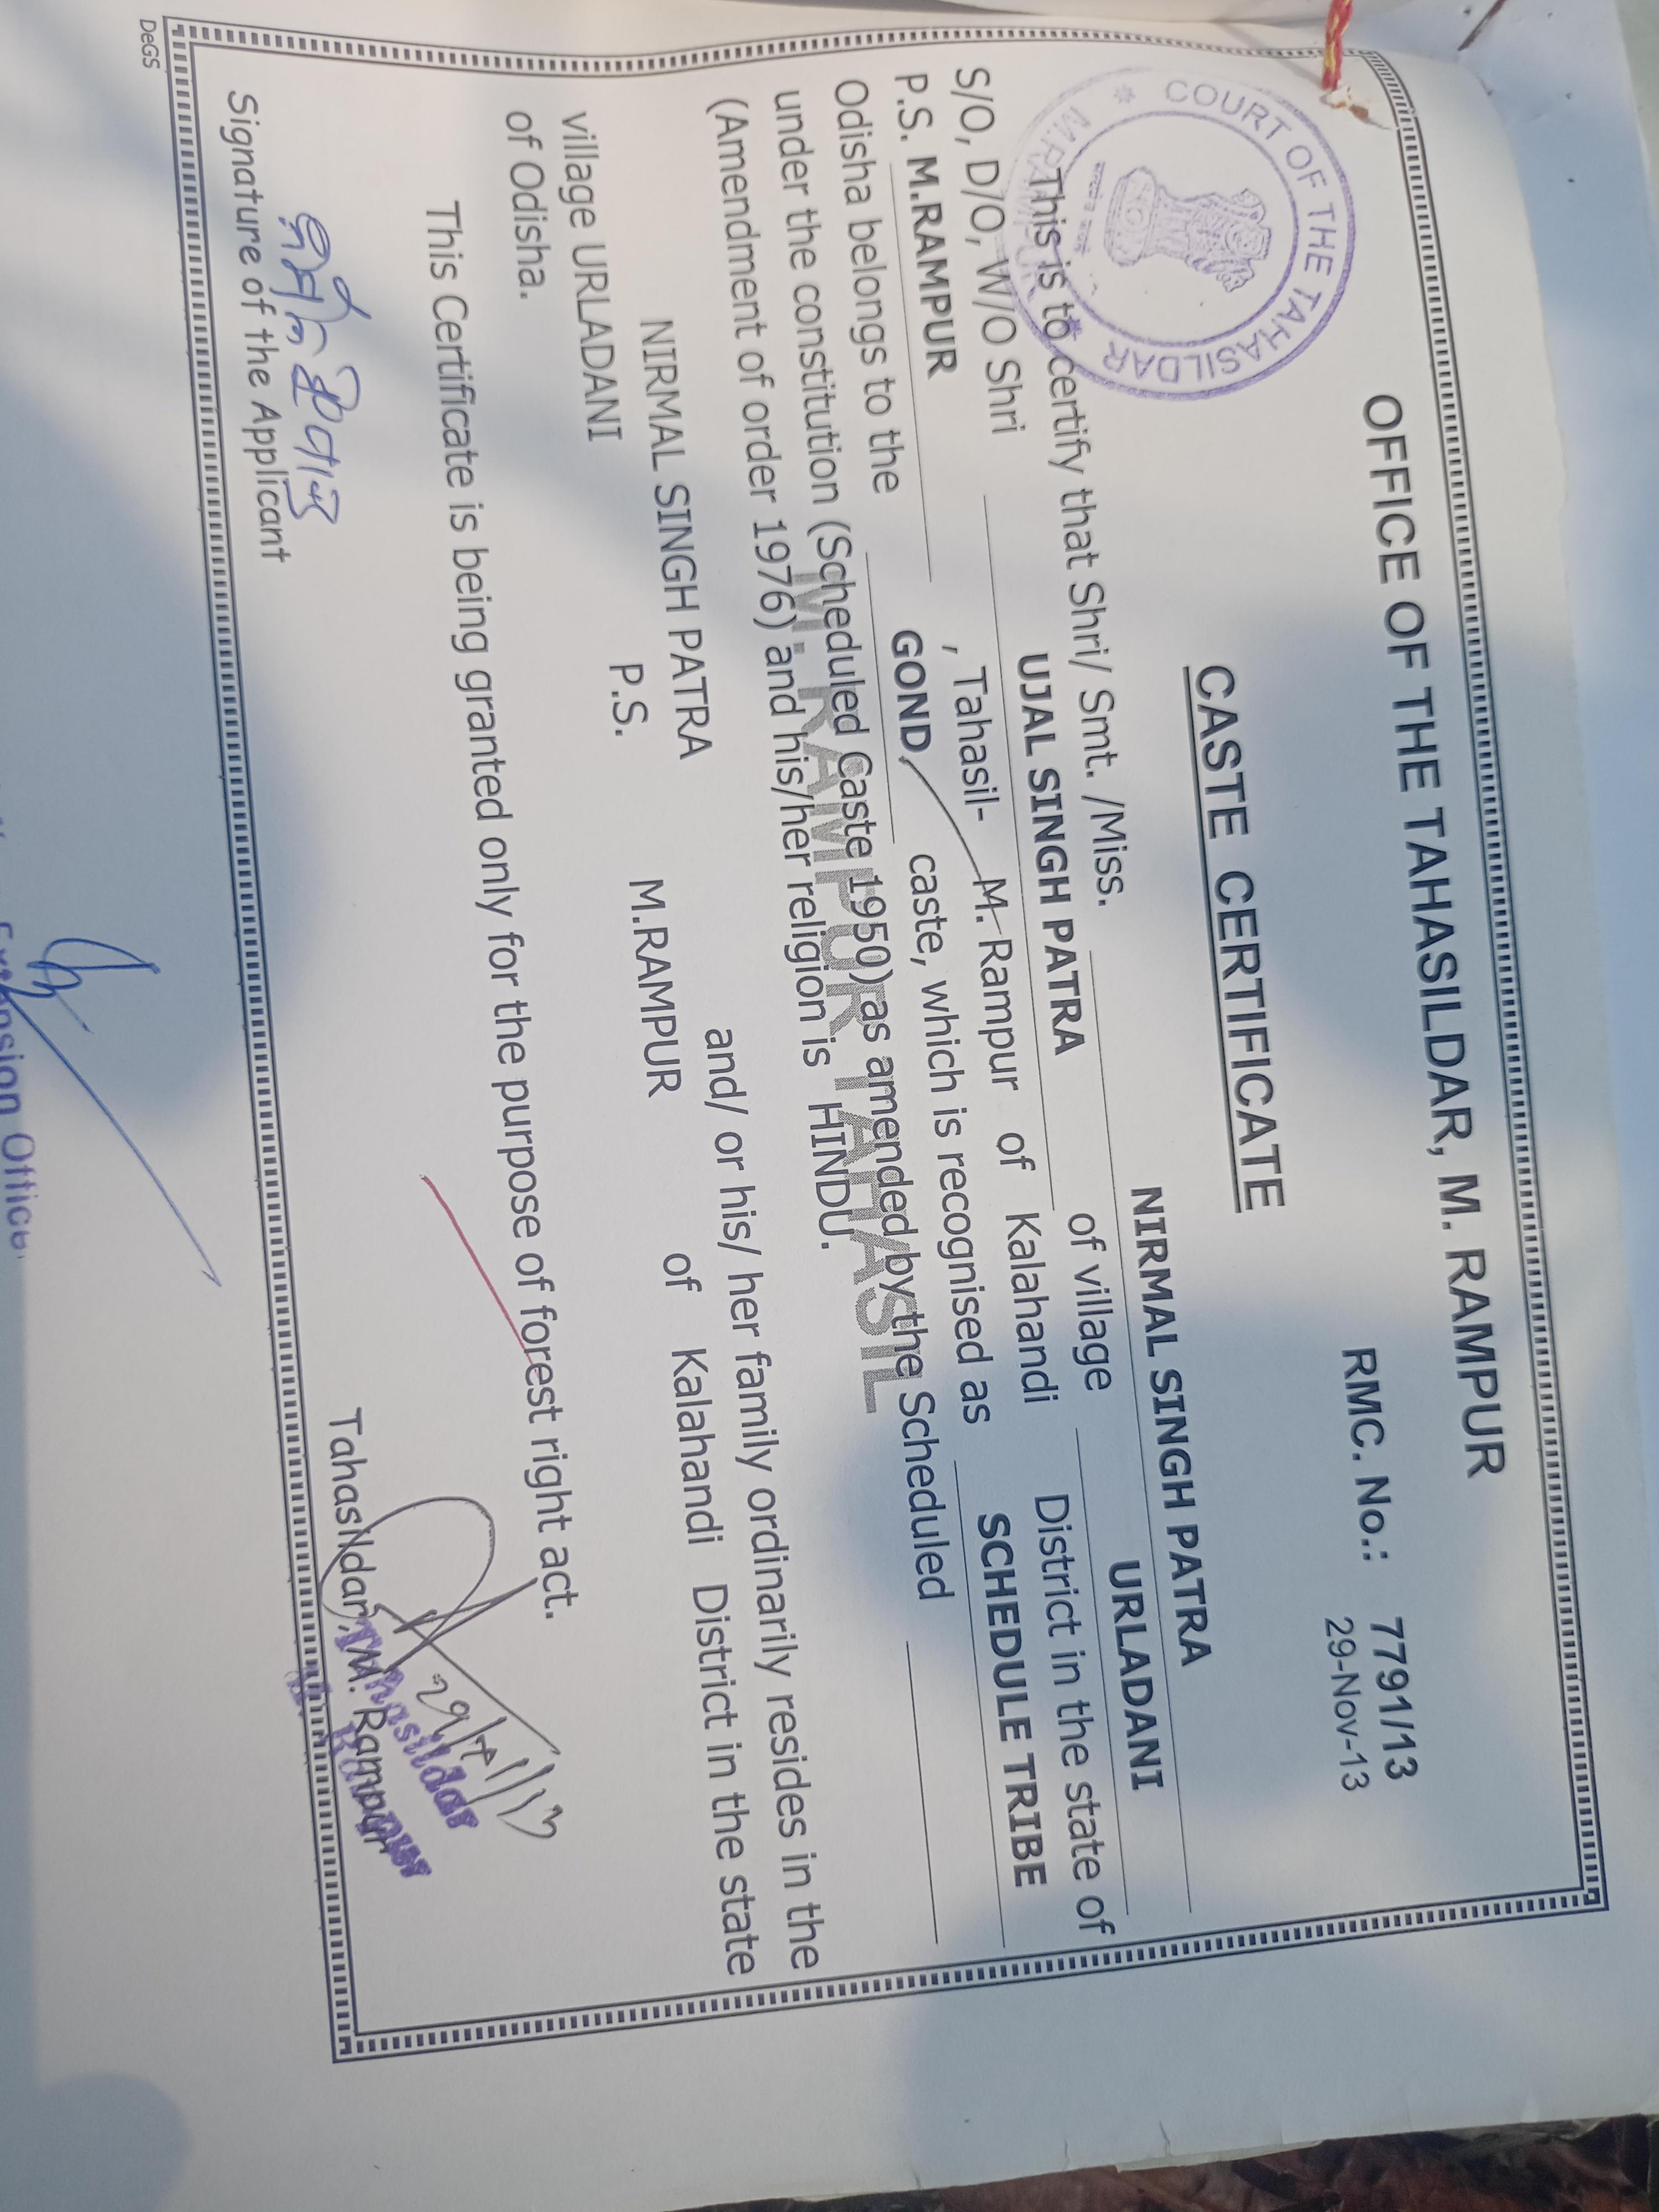 OFFICE OF THE TAHASILDAR, M. RAMPUR
RMC. No.: 7791/13
29-Nov-13
CASTE CERTIFICATE
COURT OF THE TAHASILDAR
M.RAMPUR
This is to certify that Shri/ Smt. /Miss. NIRMAL SINGH PATRA
S/O, D/O, W/O Shri UJAL SINGH PATRA of village URLADANI
P.S. M.RAMPUR , Tahasil- M. Rampur of Kalahandi District in the state of
Odisha belongs to the GOND caste, which is recognised as SCHEDULE TRIBE
under the constitution (Scheduled Caste 1950) as amended by the Scheduled
(Amendment of order 1976) and his/her religion is HINDU.
M. RAMPUR TAHASIL
NIRMAL SINGH PATRA and/ or his/ her family ordinarily resides in the
village URLADANI P.S. M.RAMPUR of Kalahandi District in the state
of Odisha.
This Certificate is being granted only for the purpose of forest right act.
Signature of the Applicant
Tahasildar, M. Rampur
Tahasildar
DeGS
Extension Office